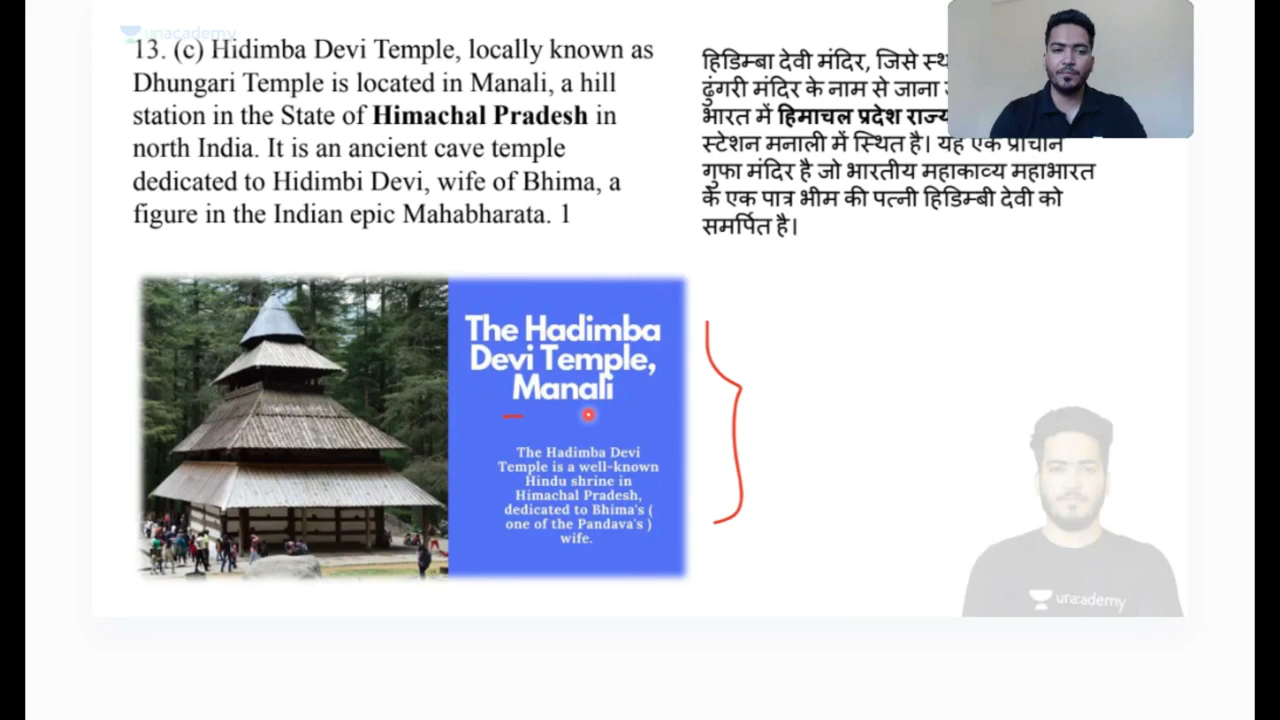 unacademy
13. (c) Hidimba Devi Temple, locally known as
Dhungari Temple is located in Manali, a hill
station in the State of Himachal Pradesh in
north India. It is an ancient cave temple
dedicated to Hidimbi Devi, wife of Bhima, a
figure in the Indian epic Mahabharata. 1
हिडिम्बा देवी मंदिर, जिसे
ढुंगरी मंदिर के नाम से जाना
भारत में हिमाचल प्रदेश राज्य
स्टेशन मनाली में स्थित है। यह एक प्राचीन
गुफा मंदिर है जो भारतीय महाकाव्य महाभारत
के एक पात्र भीम की पत्नी हिडिम्बी देवी को
समर्पित है।
The Hadimba
Devi Temple,
Manali
The Hadimba Devi
Temple is a well-known
Hindu shrine in
Himachal Pradesh,
dedicated to Bhima's (
one of the Pandava's )
wife.
unacademy